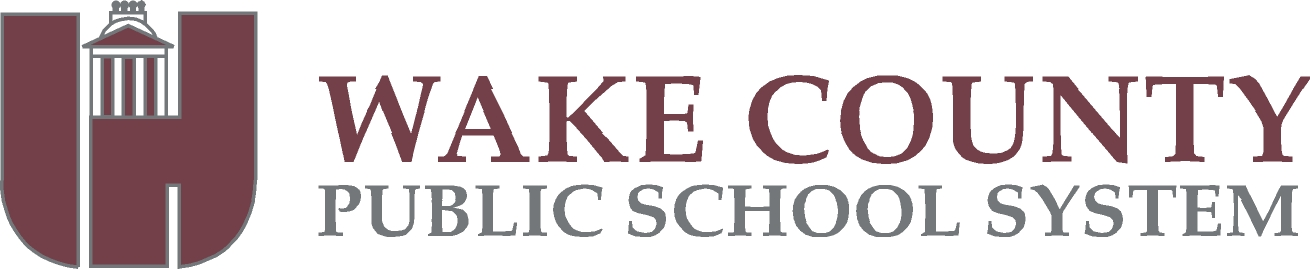 WAKE COUNTY
PUBLIC SCHOOL SYSTEM